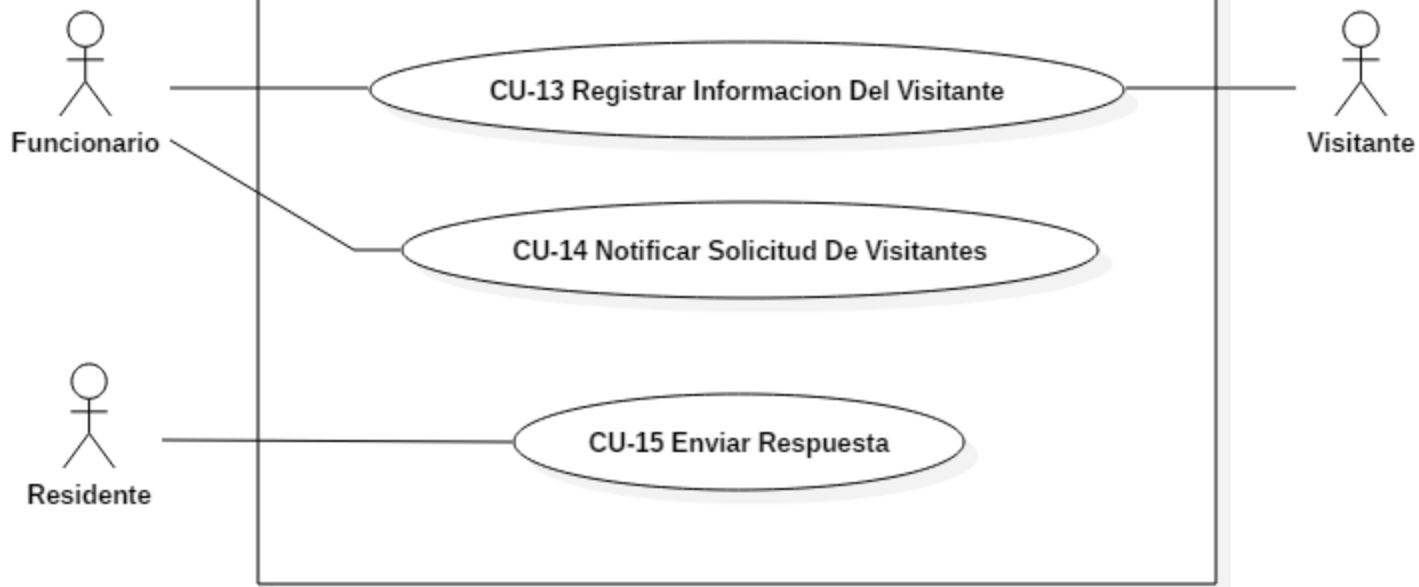 CU-13 Registrar Informacion Del Visitante
Funcionario
Visitante
CU-14 Notificar Solicitud De Visitantes
CU-15 Enviar Respuesta
Residente